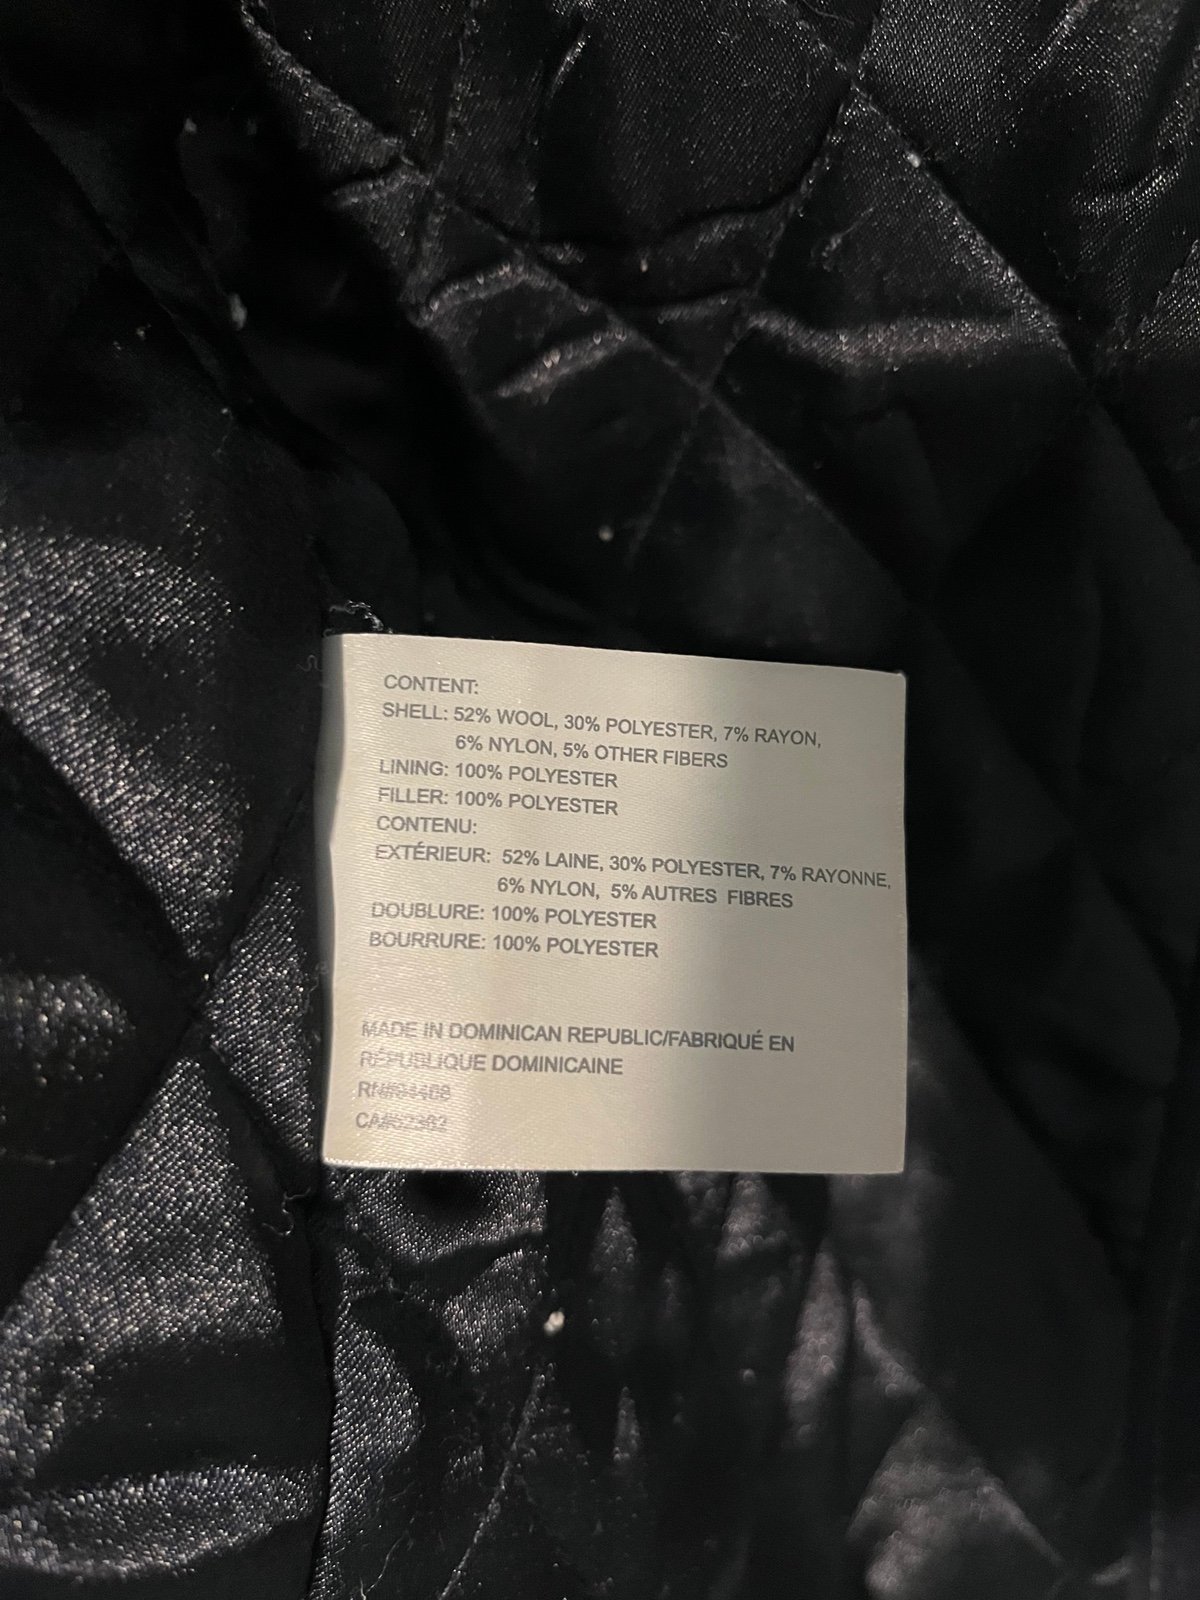 CONTENT:
SHELL: 52% WOOL, 30% POLYESTER, 7% RAYON,
6% NYLON, 5% OTHER FIBERS
LINING: 100% POLYESTER
FILLER: 100% POLYESTER
CONTENU:
EXTÉRIEUR: 52% LAINE, 30% POLYESTER, 7% RAYONNE,
6% NYLON, 5% AUTRES FIBRES
DOUBLURE: 100% POLYESTER
BOURRURE: 100% POLYESTER
MADE IN DOMINICAN REPUBLIC/FABRIQUÉ EN
RÉPUBLIQUE DOMINICAINE